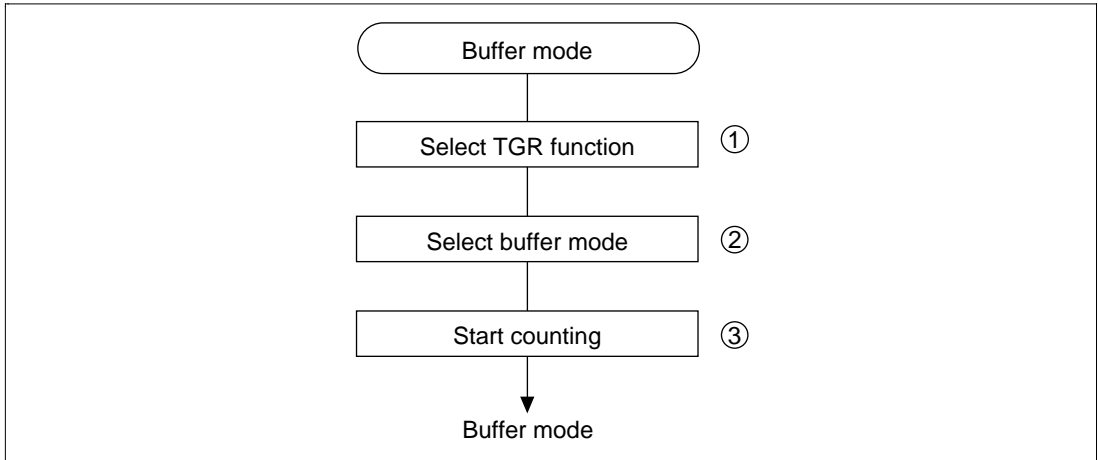 Buffer mode
Select TGR function ①
Select buffer mode ②
Start counting ③
Buffer mode